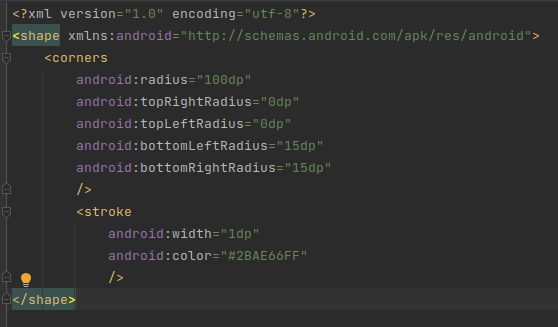 <?xml version="1.0" encoding="utf-8"?>
<shape xmlns:android="http://schemas.android.com/apk/res/android">
    <corners
        android:radius="100dp"
        android:topRightRadius="0dp"
        android:topLeftRadius="0dp"
        android:bottomLeftRadius="15dp"
        android:bottomRightRadius="15dp"
        />
        <stroke
            android:width="1dp"
            android:color="#2BAE66FF"
            />
</shape>